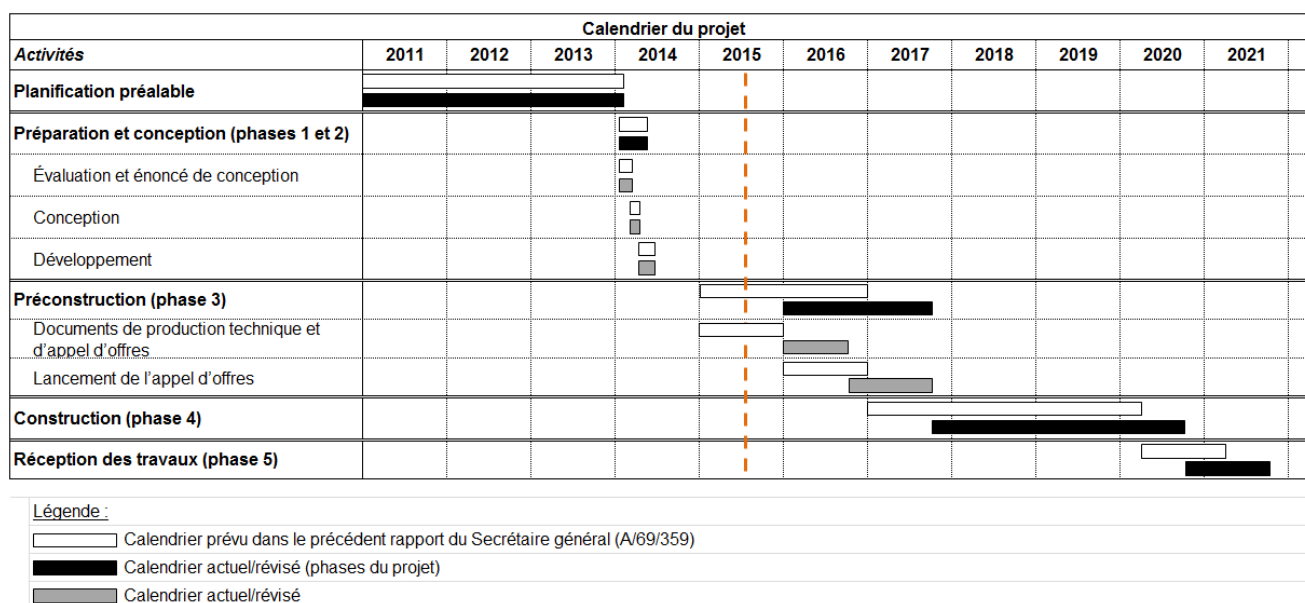 Calendrier du projet
Activités 2011 2012 2013 2014 2015 2016 2017 2018 2019 2020 2021
Planification préalable
Préparation et conception (phases 1 et 2)
Évaluation et énoncé de conception
Conception
Développement
Préconstruction (phase 3)
Documents de production technique et
d’appel d’offres
Lancement de l’appel d’offres
Construction (phase 4)
Réception des travaux (phase 5)
Légende :
Calendrier prévu dans le précédent rapport du Secrétaire général (A/69/359)
Calendrier actuel/révisé (phases du projet)
Calendrier actuel/révisé